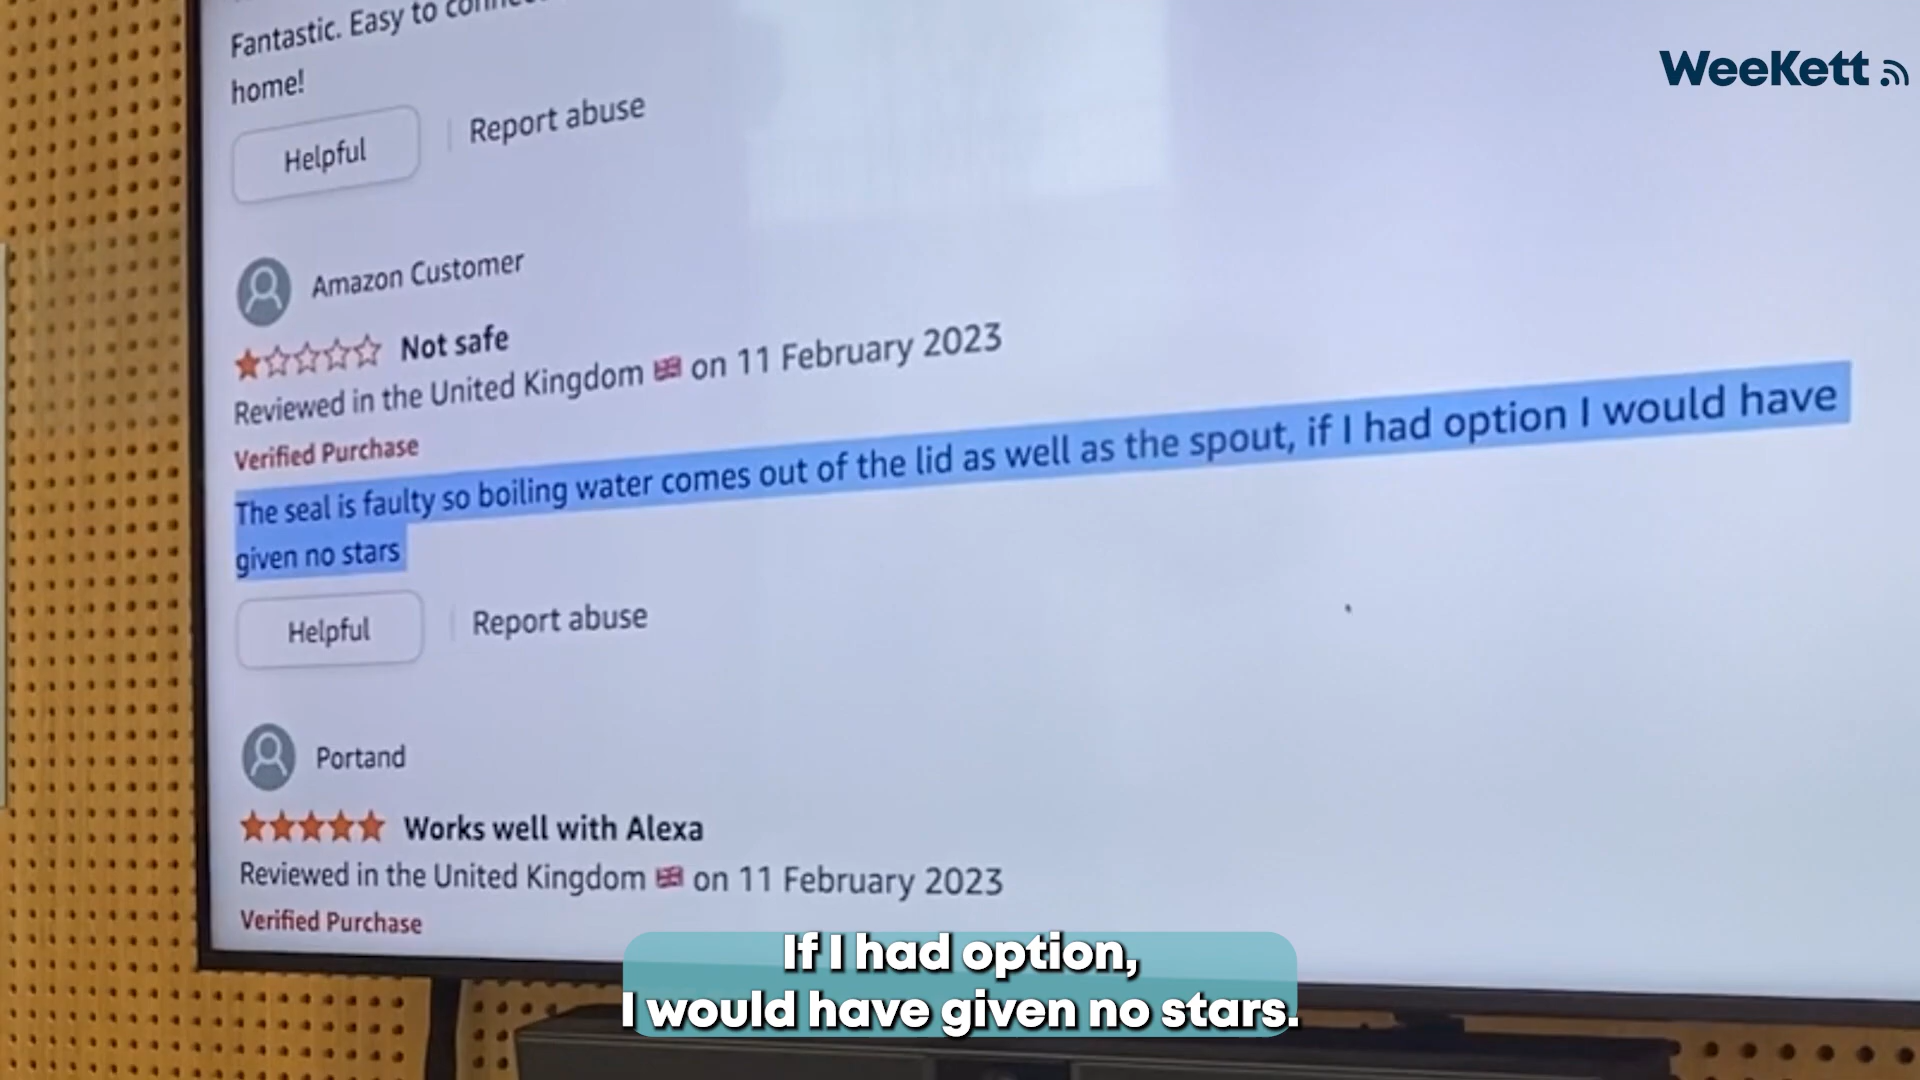 Fantastic. Easy to
home!
Helpful
Report abuse
WeeKett
Amazon Customer
Not safe
Reviewed in the United Kingdom on 11 February 2023
Verified Purchase
The seal is faulty so boiling water comes out of the lid as well as the spout, if I had option I would have
given no stars
Helpful
Report abuse
Portand
Works well with Alexa
Reviewed in the United Kingdom on 11 February 2023
Verified Purchase
If I had option,
I would have given no stars.